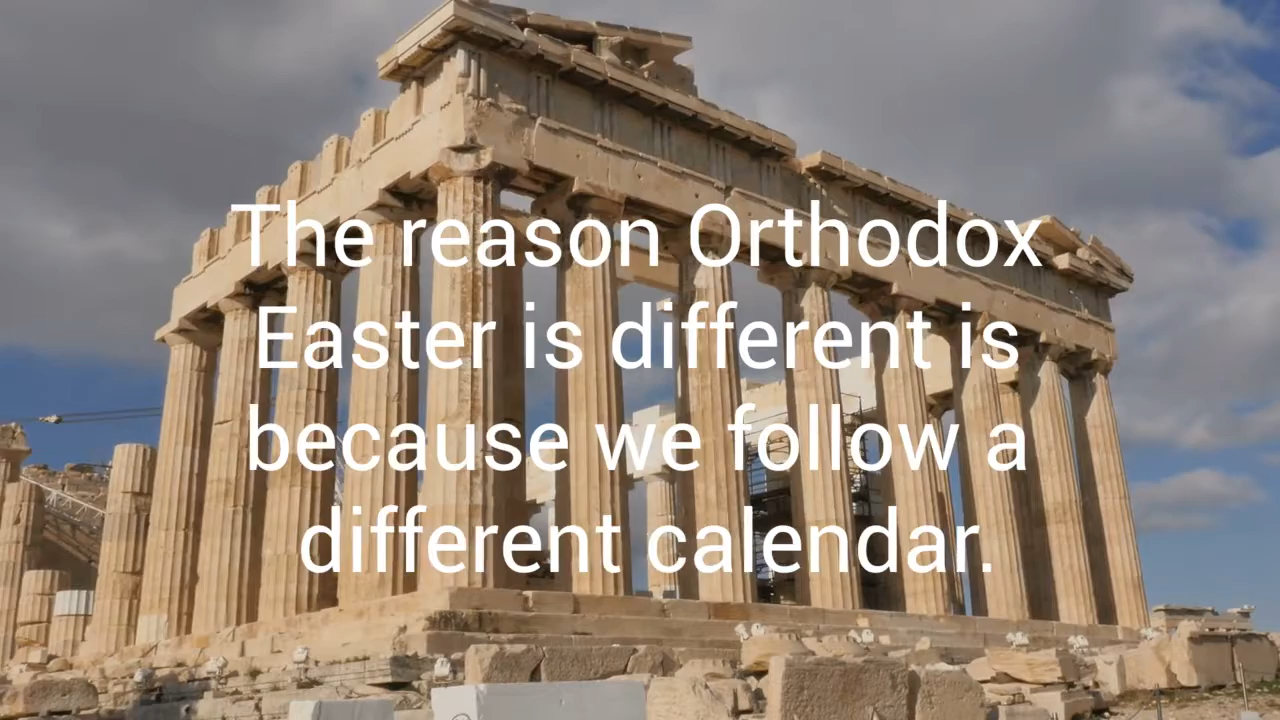 The reason Orthodox
Easter is different is
because we follow a
different calendar.